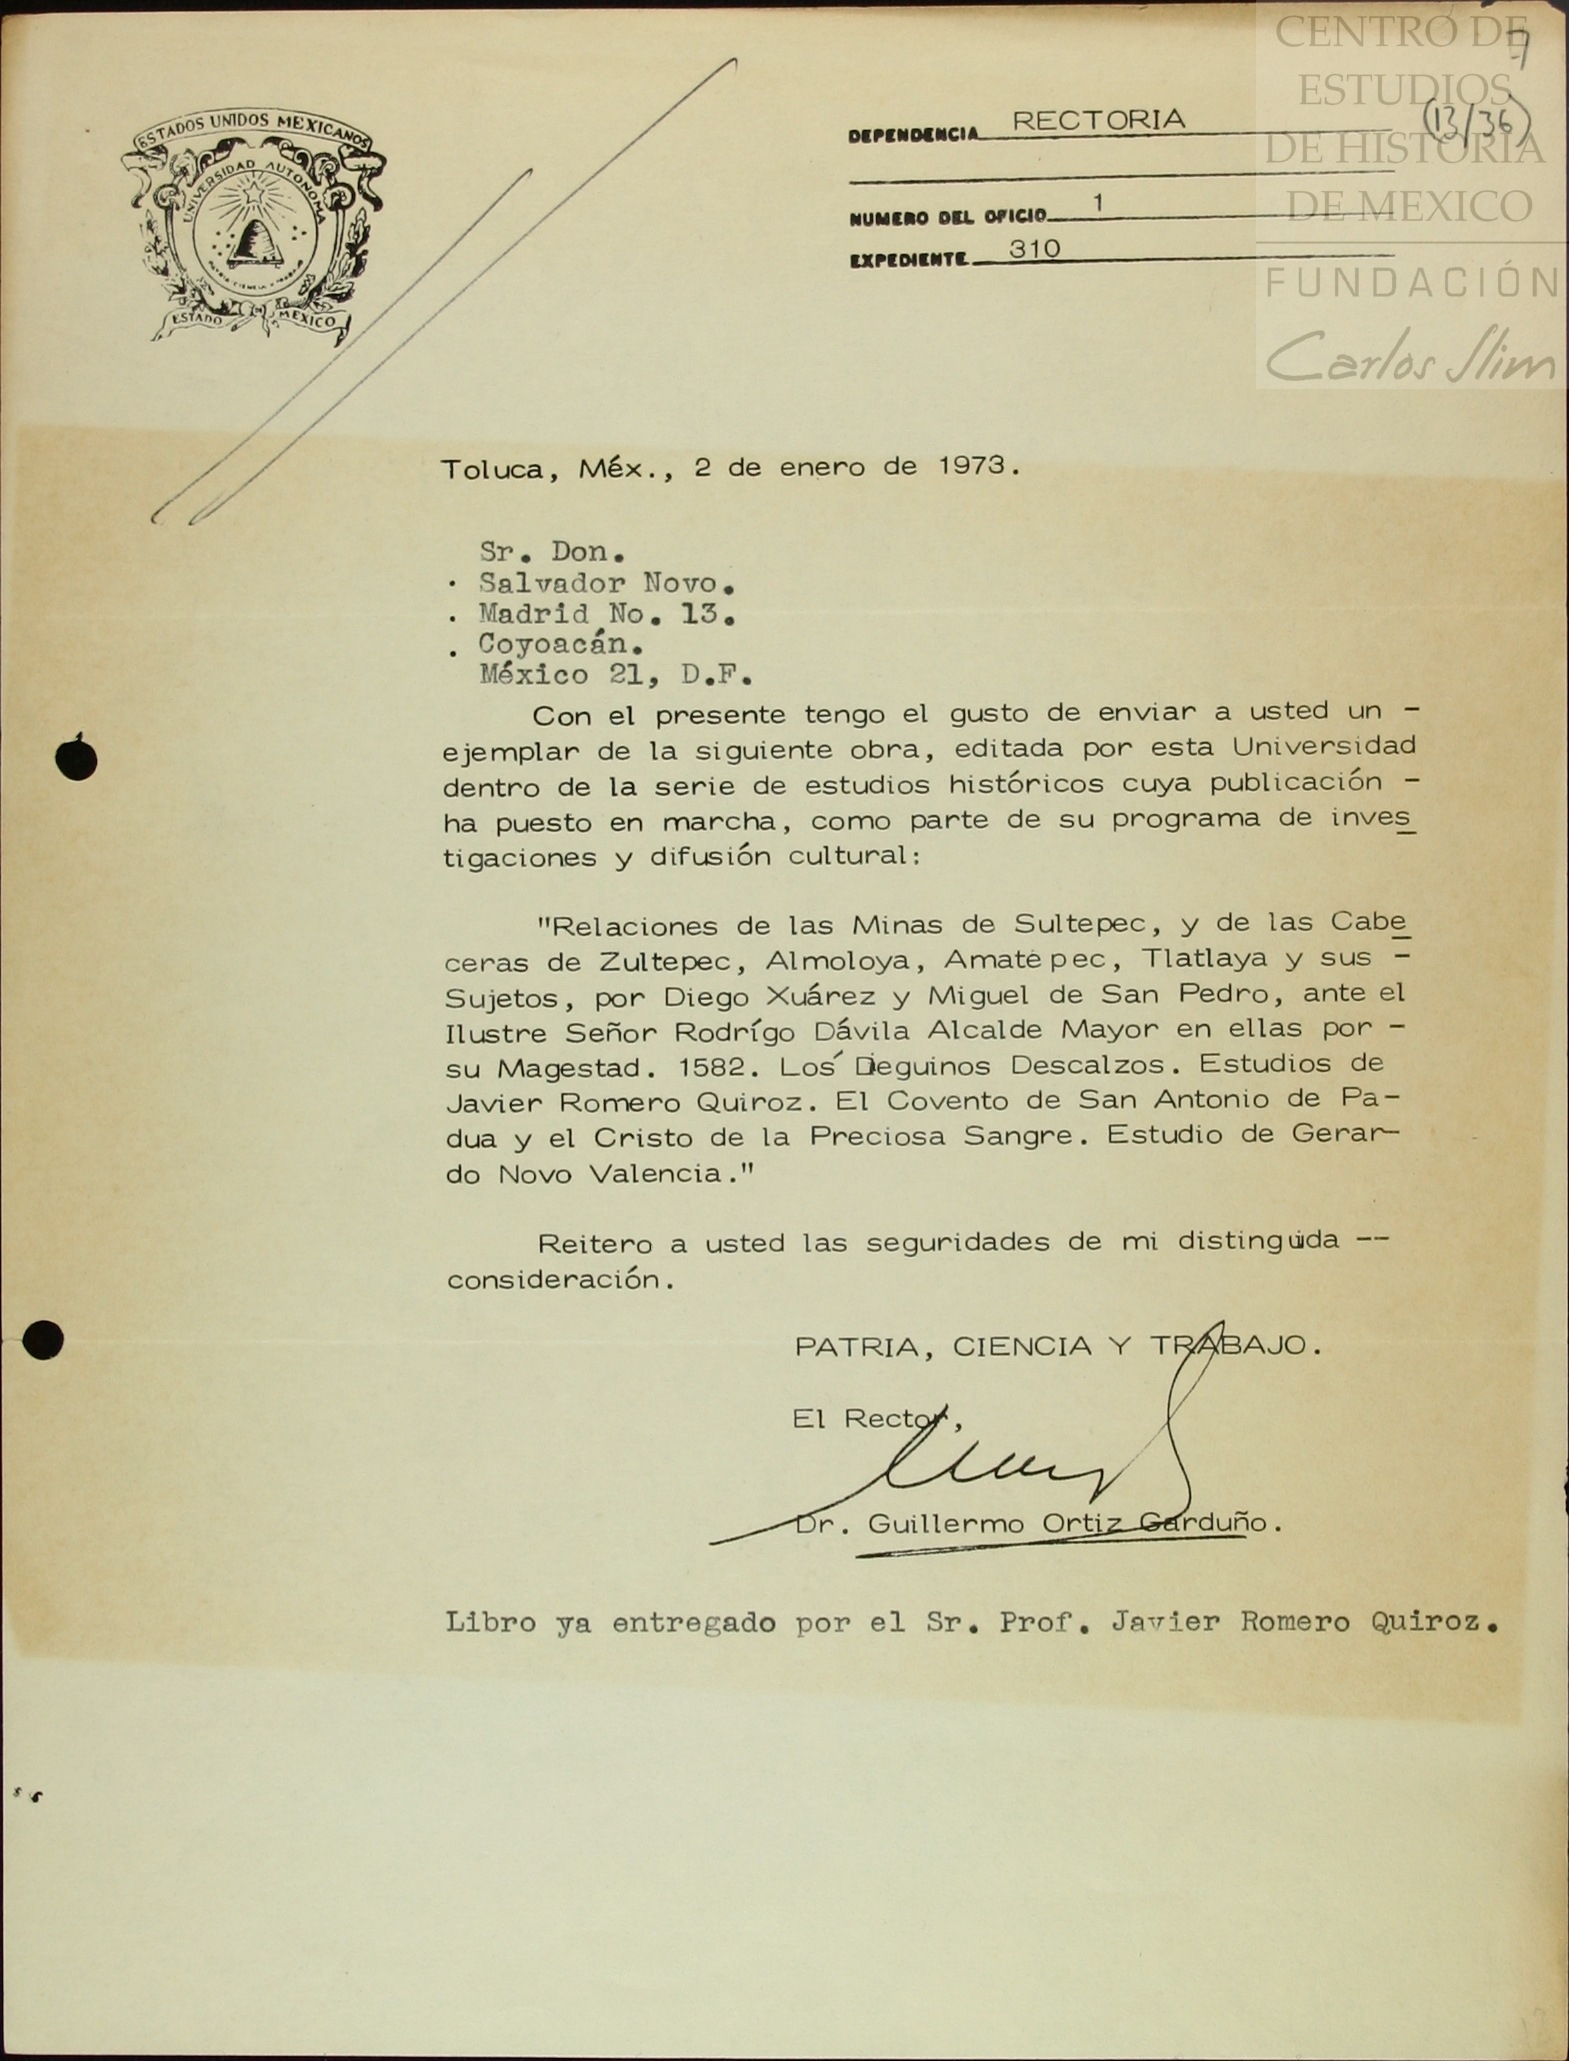 CENTRO DE
ESTUDIOS
DE HISTORIA
DE MEXICO
FUNDACIÓN
Carlos Slim
7
(13/36)
ESTADOS UNIDOS MEXICANOS
UNIVERSIDAD AUTONOMA
PATRIA CIENCIA Y TRABAJO
ESTADO MEXICO
DEPENDENCIA RECTORIA
NUMERO DEL OFICIO 1
EXPEDIENTE 310
Toluca, Méx., 2 de enero de 1973.
Sr. Don.
Salvador Novo.
Madrid No. 13.
Coyoacán.
México 21, D.F.
Con el presente tengo el gusto de enviar a usted un -
ejemplar de la siguiente obra, editada por esta Universidad
dentro de la serie de estudios históricos cuya publicación -
ha puesto en marcha, como parte de su programa de inves
tigaciones y difusión cultural:
"Relaciones de las Minas de Sultepec, y de las Cabe
ceras de Zultepec, Almoloya, Amatepec, Tlatlaya y sus -
Sujetos, por Diego Xuárez y Miguel de San Pedro, ante el
Ilustre Señor Rodrígo Dávila Alcalde Mayor en ellas por -
su Magestad. 1582. Los Dieguinos Descalzos. Estudios de
Javier Romero Quiroz. El Covento de San Antonio de Pa-
dua y el Cristo de la Preciosa Sangre. Estudio de Gerar-
do Novo Valencia."
Reitero a usted las seguridades de mi distinguida --
consideración.
PATRIA, CIENCIA Y TRABAJO.
El Rector,
Dr. Guillermo Ortiz Garduño.
Libro ya entregado por el Sr. Prof. Javier Romero Quiroz.